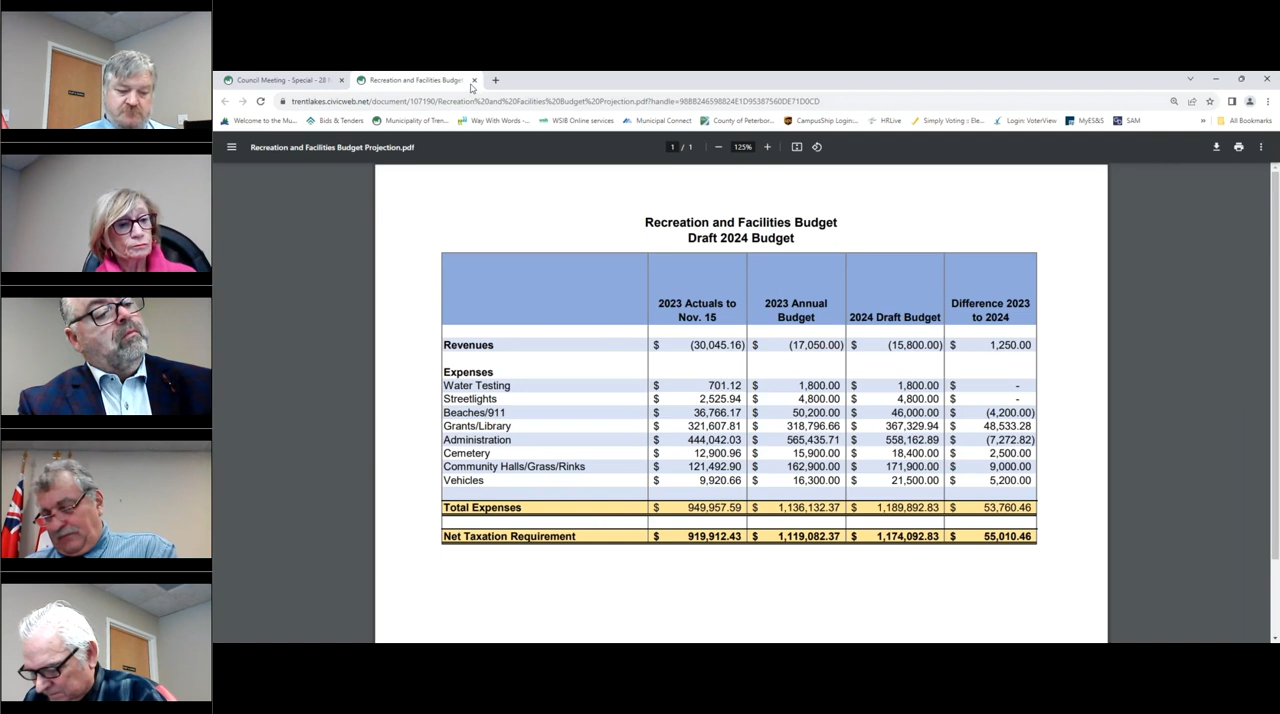 Council Meeting - Special - 28
Recreation and Facilities Budget
trentlakes.civicweb.net/document/107190/Recreation%20and%20Facilities%20Budget%20Projection.pdf?handle=9888246598824E1D95387560DE71D0CD
Welcome to the Mu... Bids & Tenders Municipality of Tren... Way With Words -... WSIB Online services Municipal Connect County of Peterbor... CampusShip Login... HRLive Simply Voting :: Ele... Login: VoterView MyES&S SAM » All Bookmarks
Recreation and Facilities Budget Projection.pdf 1 / 1 125%
Recreation and Facilities Budget
Draft 2024 Budget
2023 Actuals to Nov. 15 2023 Annual Budget 2024 Draft Budget Difference 2023 to 2024
Revenues $ (30,045.16) $ (17,050.00) $ (15,800.00) $ 1,250.00
Expenses
Water Testing $ 701.12 $ 1,800.00 $ 1,800.00 $ -
Streetlights $ 2,525.94 $ 4,800.00 $ 4,800.00 $ -
Beaches/911 $ 36,766.17 $ 50,200.00 $ 46,000.00 $ (4,200.00)
Grants/Library $ 321,607.81 $ 318,796.66 $ 367,329.94 $ 48,533.28
Administration $ 444,042.03 $ 565,435.71 $ 558,162.89 $ (7,272.82)
Cemetery $ 12,900.96 $ 15,900.00 $ 18,400.00 $ 2,500.00
Community Halls/Grass/Rinks $ 121,492.90 $ 162,900.00 $ 171,900.00 $ 9,000.00
Vehicles $ 9,920.66 $ 16,300.00 $ 21,500.00 $ 5,200.00
Total Expenses $ 949,957.59 $ 1,136,132.37 $ 1,189,892.83 $ 53,760.46
Net Taxation Requirement $ 919,912.43 $ 1,119,082.37 $ 1,174,092.83 $ 55,010.46